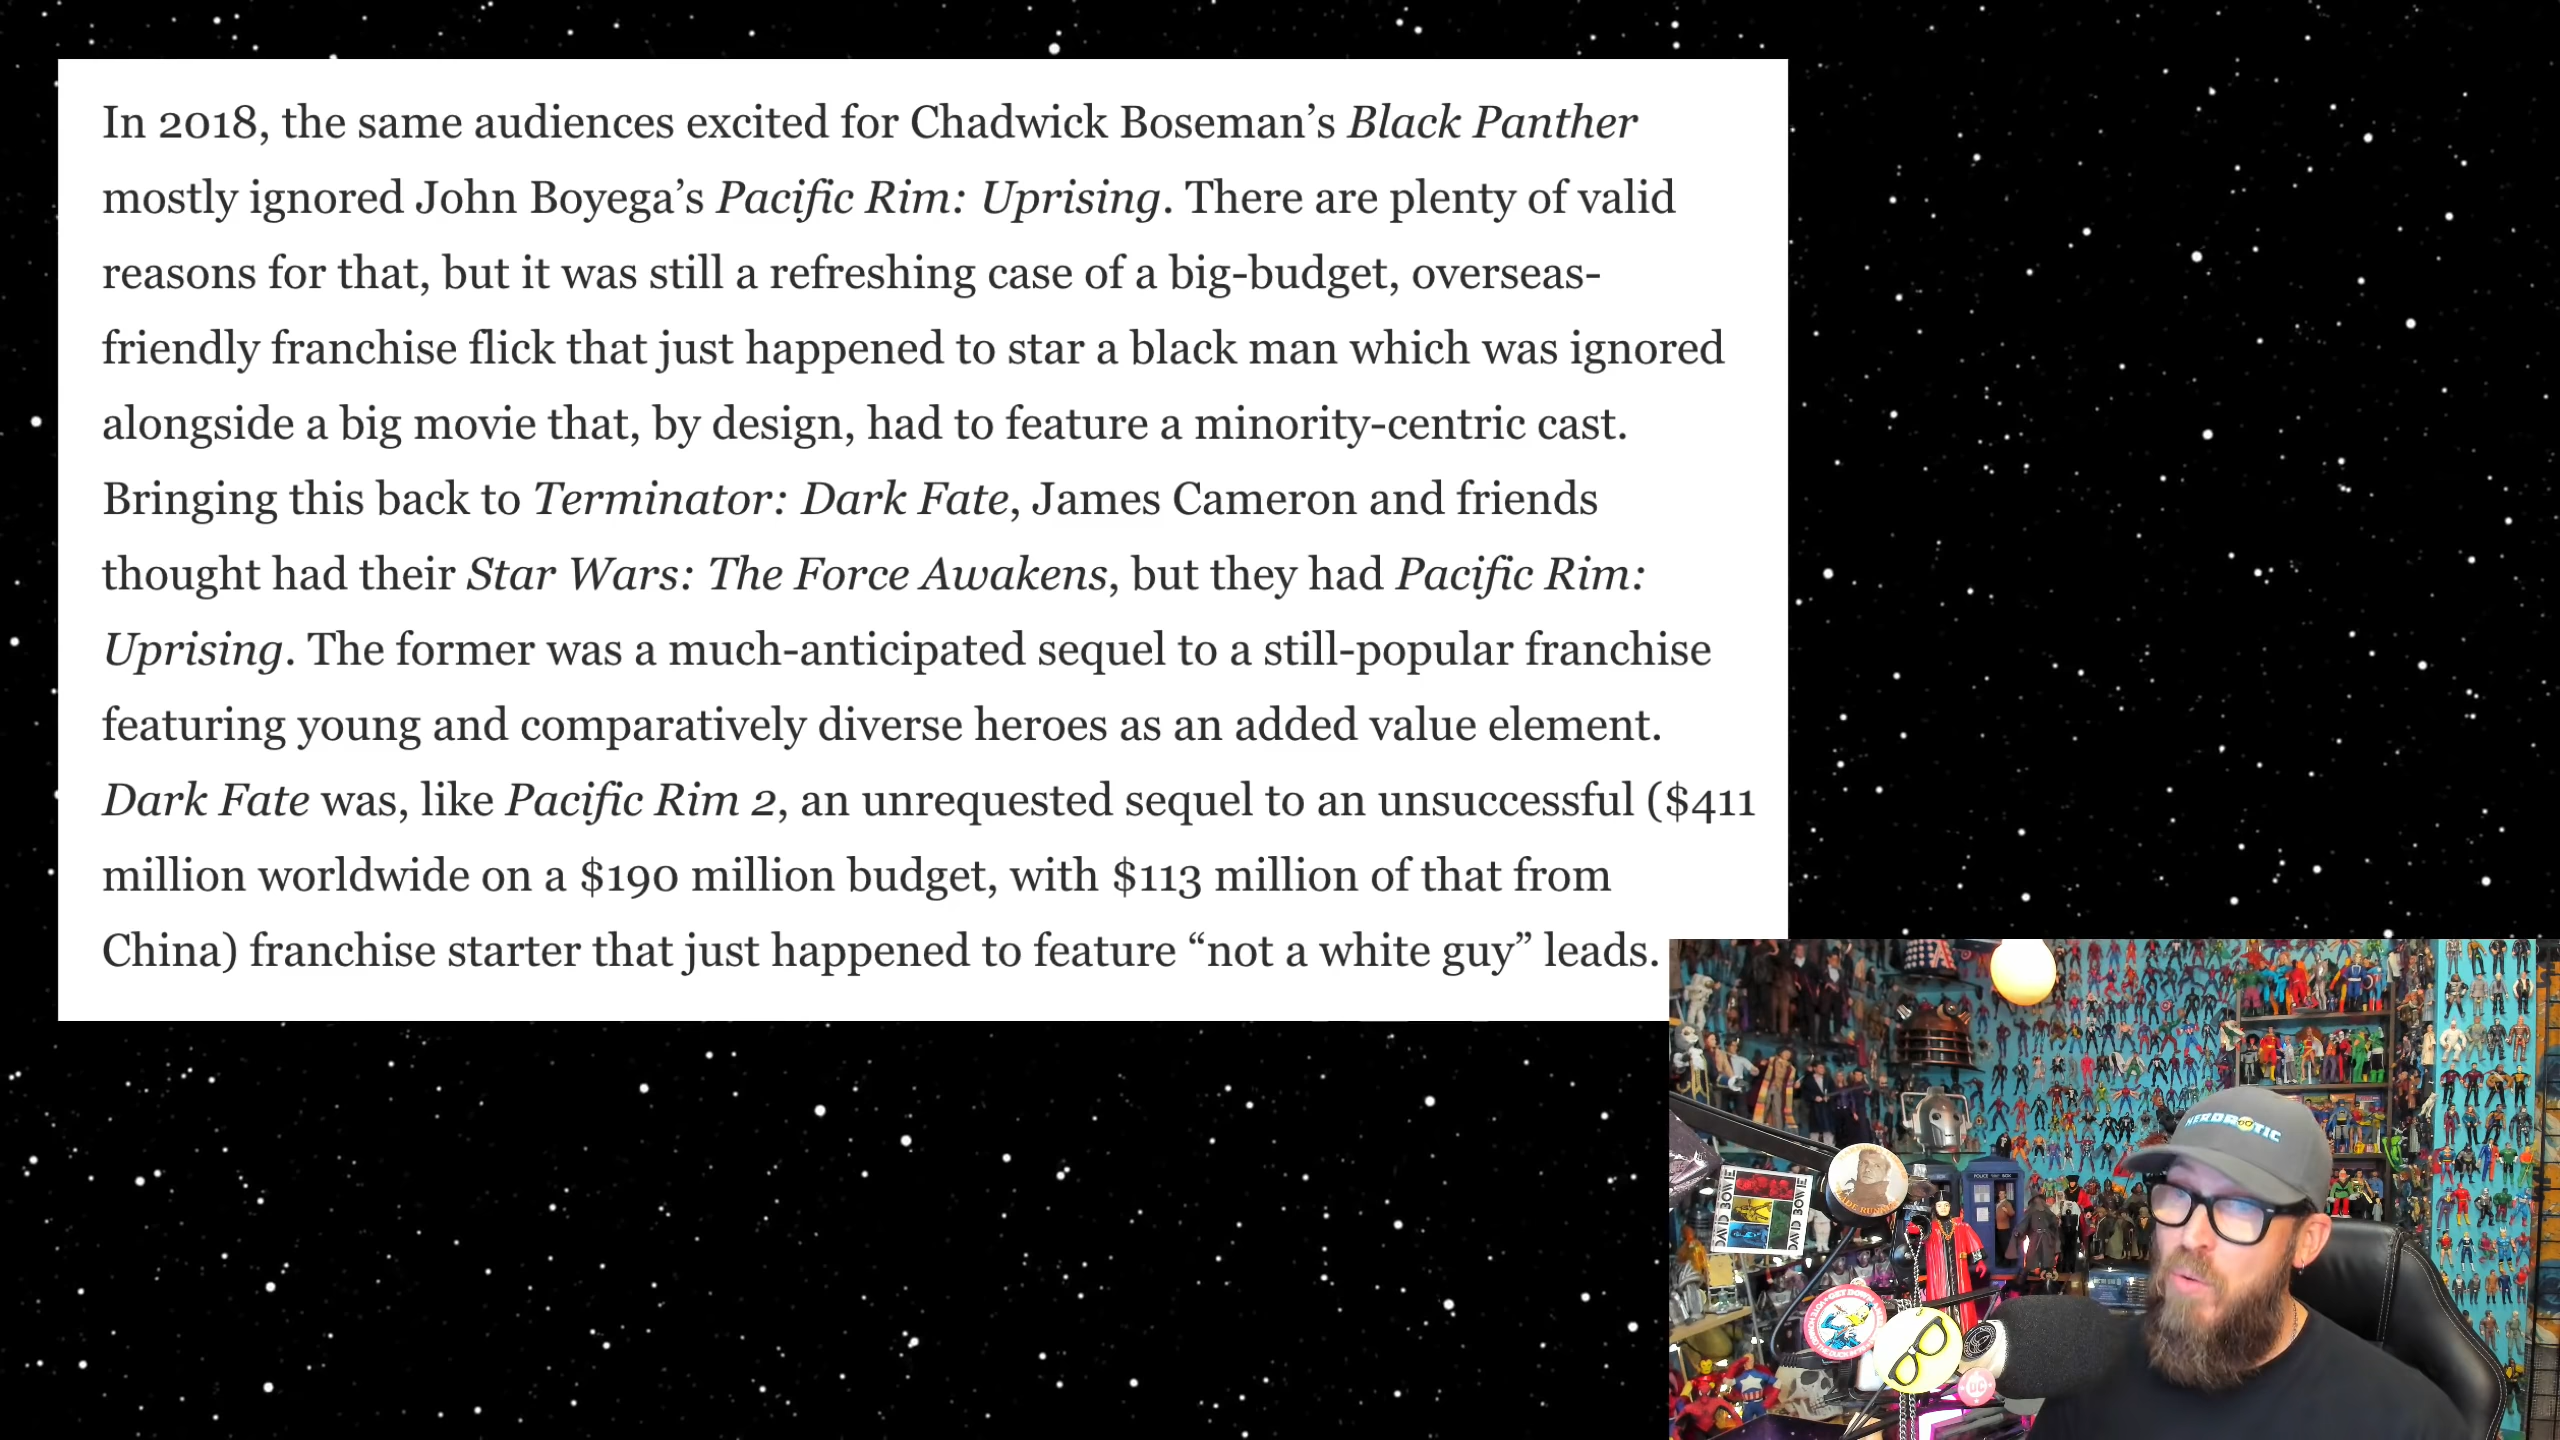 In 2018, the same audiences excited for Chadwick Boseman’s Black Panther
mostly ignored John Boyega’s Pacific Rim: Uprising. There are plenty of valid
reasons for that, but it was still a refreshing case of a big-budget, overseas-
friendly franchise flick that just happened to star a black man which was ignored
alongside a big movie that, by design, had to feature a minority-centric cast.
Bringing this back to Terminator: Dark Fate, James Cameron and friends
thought had their Star Wars: The Force Awakens, but they had Pacific Rim:
Uprising. The former was a much-anticipated sequel to a still-popular franchise
featuring young and comparatively diverse heroes as an added value element.
Dark Fate was, like Pacific Rim 2, an unrequested sequel to an unsuccessful ($411
million worldwide on a $190 million budget, with $113 million of that from
China) franchise starter that just happened to feature “not a white guy” leads.
NERDROTIC
DAVID BOWIE
DAVID BOWIE